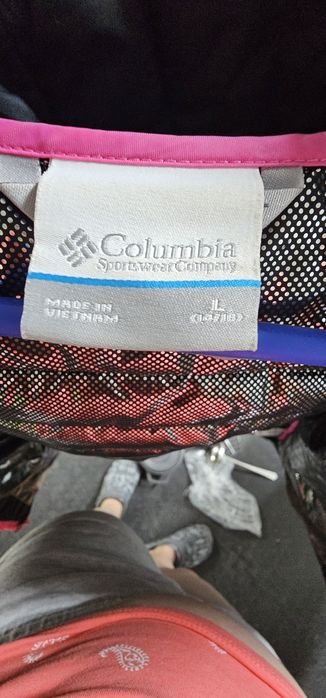 Columbia
Sportswear Company
MADE IN
VIETNAM
L
(14/16)